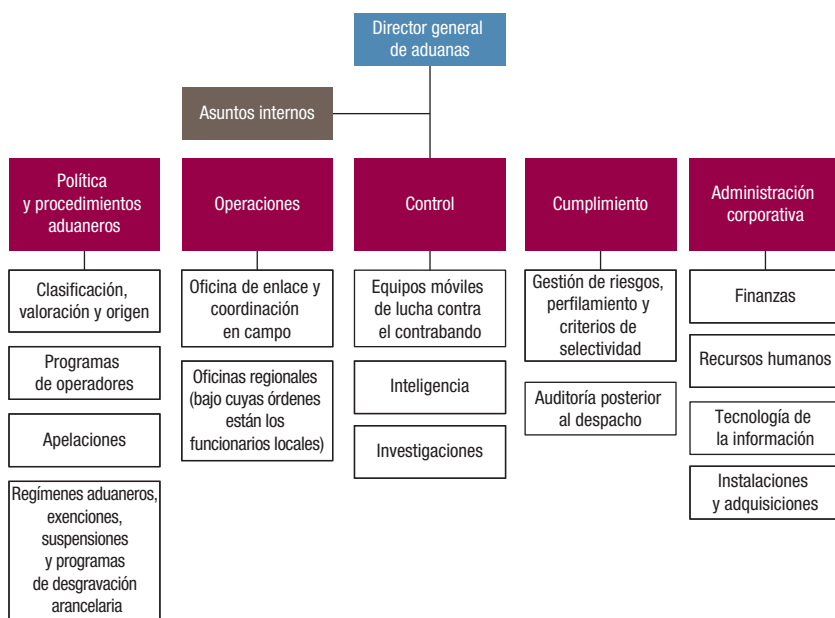 Director general
de aduanas
Asuntos internos
Política
y procedimientos
aduaneros
Operaciones
Control
Cumplimiento
Administración
corporativa
Clasificación,
valoración y origen
Programas
de operadores
Apelaciones
Regímenes aduaneros,
exenciones,
suspensiones
y programas
de desgravación
arancelaria
Oficina de enlace y
coordinación
en campo
Oficinas regionales
(bajo cuyas órdenes
están los
funcionarios locales)
Equipos móviles
de lucha contra
el contrabando
Inteligencia
Investigaciones
Gestión de riesgos,
perfilamiento y
criterios de
selectividad
Auditoría posterior
al despacho
Finanzas
Recursos humanos
Tecnología de
la información
Instalaciones
y adquisiciones